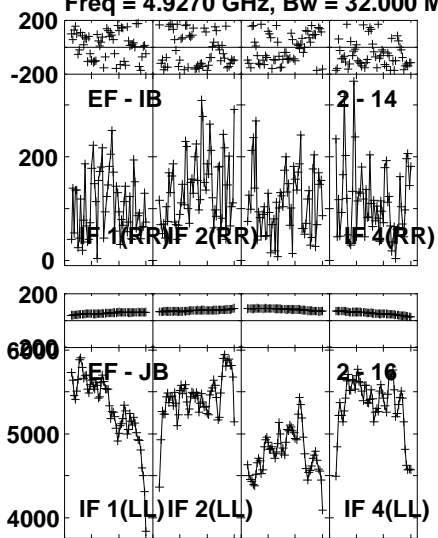 Freq = 4.9270 GHz, Bw = 32.000 M
200
-200
EF - IB 2 - 14
200
IF 1(RR) IF 2(RR) IF 4(RR)
0
200
6000
EF - JB 2 - 16
5000
IF 1(LL) IF 2(LL) IF 4(LL)
4000